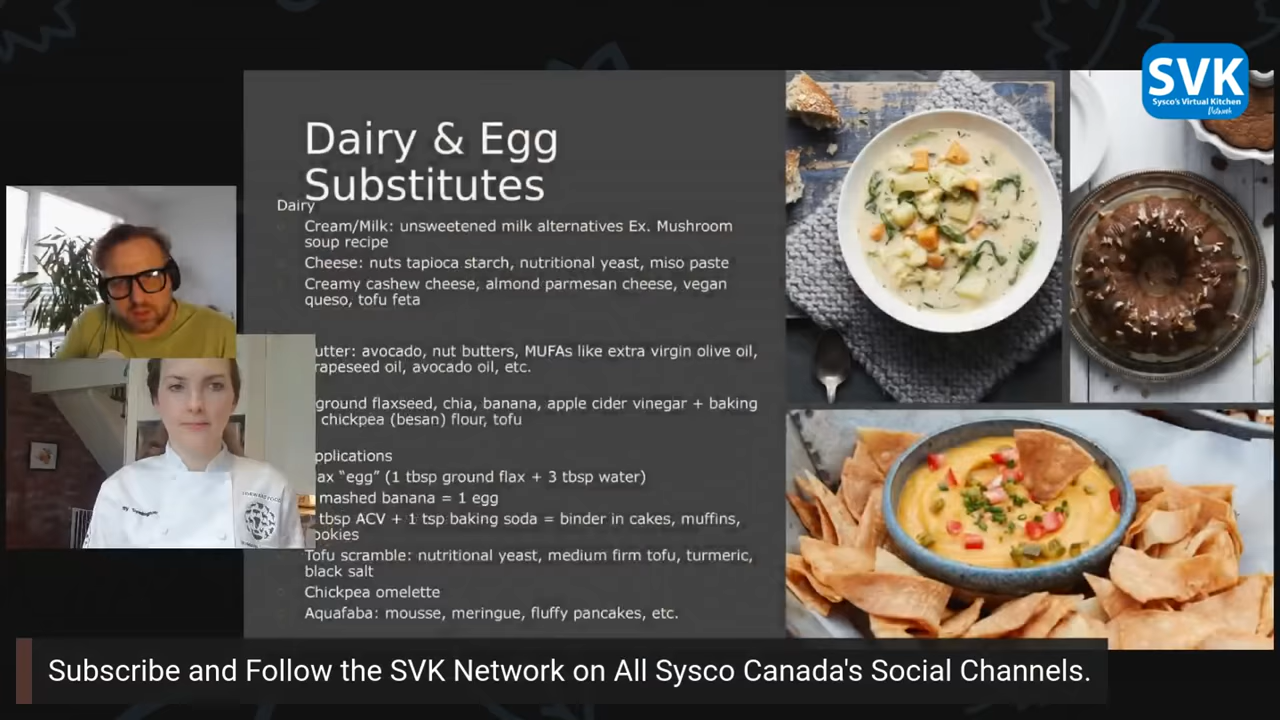 SVK
Sysco's Virtual Kitchen
Network
Dairy & Egg
Substitutes
Dairy
Cream/Milk: unsweetened milk alternatives Ex. Mushroom
soup recipe
Cheese: nuts tapioca starch, nutritional yeast, miso paste
Creamy cashew cheese, almond parmesan cheese, vegan
queso, tofu feta
utter: avocado, nut butters, MUFAs like extra virgin olive oil,
rapeseed oil, avocado oil, etc.
ground flaxseed, chia, banana, apple cider vinegar + baking
chickpea (besan) flour, tofu
pplications
ax “egg” (1 tbsp ground flax + 3 tbsp water)
mashed banana = 1 egg
tbsp ACV + 1 tsp baking soda = binder in cakes, muffins,
ookies
Tofu scramble: nutritional yeast, medium firm tofu, turmeric,
black salt
Chickpea omelette
Aquafaba: mousse, meringue, fluffy pancakes, etc.
Subscribe and Follow the SVK Network on All Sysco Canada's Social Channels.